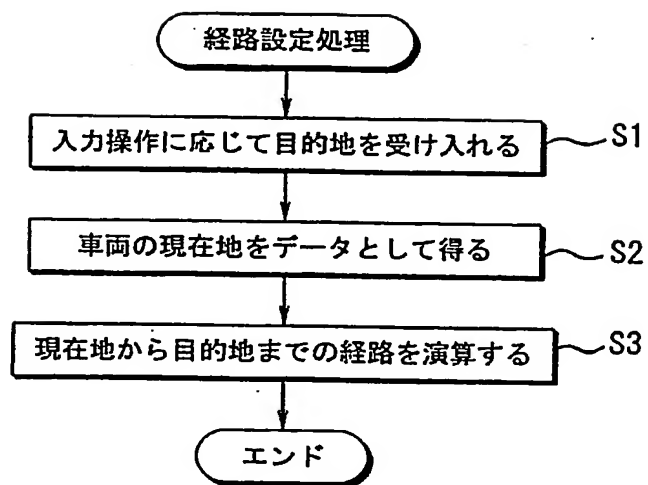 経路設定処理
入力操作に応じて目的地を受け入れる
S1
車両の現在地をデータとして得る
S2
現在地から目的地までの経路を演算する
S3
エンド